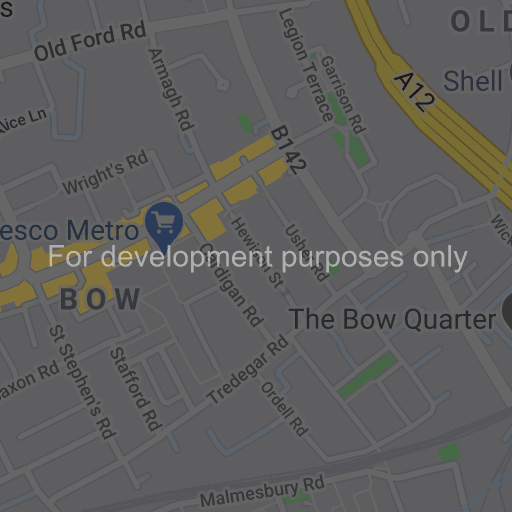 s
OLD
Old Ford Rd
Legion Terrace
Garrison Rd
Shell
A12
Armagh Rd
Alice Ln
B142
Wright's Rd
esco Metro
Hewison St
Usher Rd
Wick
For development purposes only
Cardigan Rd
BOW
The Bow Quarter
St Stephen's Rd
Stafford Rd
axon Rd
Tredegar Rd
Ordell Rd
Malmesbury Rd